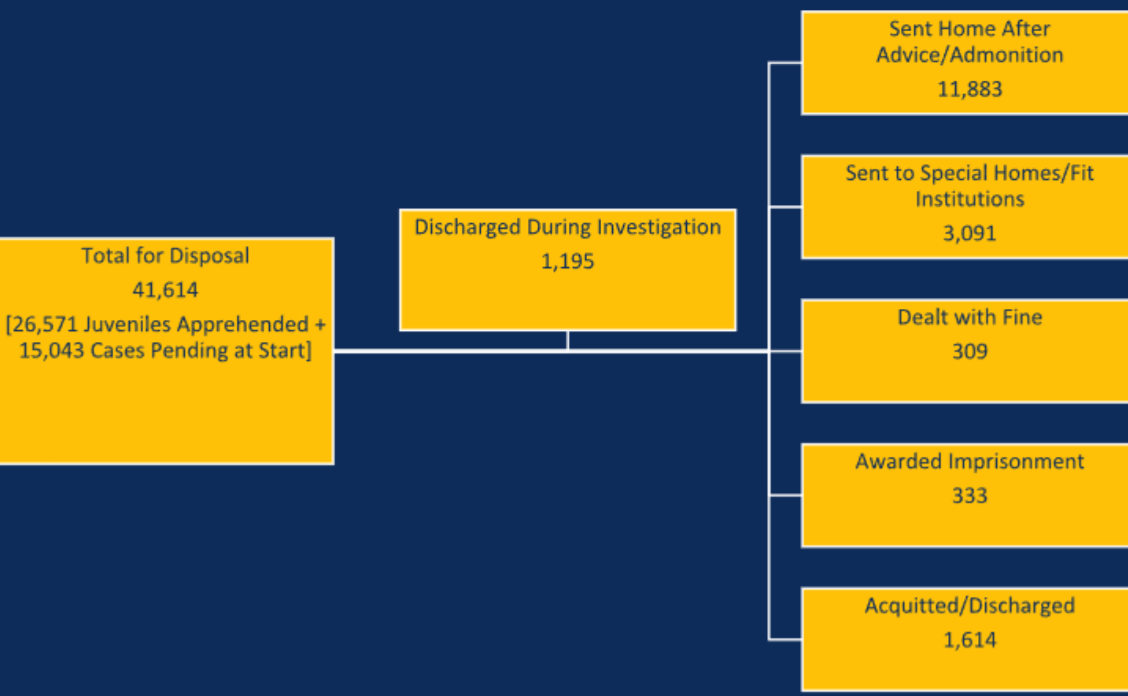 Total for Disposal
41,614
[26,571 Juveniles Apprehended +
15,043 Cases Pending at Start]
Discharged During Investigation
1,195
Sent Home After
Advice/Admonition
11,883
Sent to Special Homes/Fit
Institutions
3,091
Dealt with Fine
309
Awarded Imprisonment
333
Acquitted/Discharged
1,614